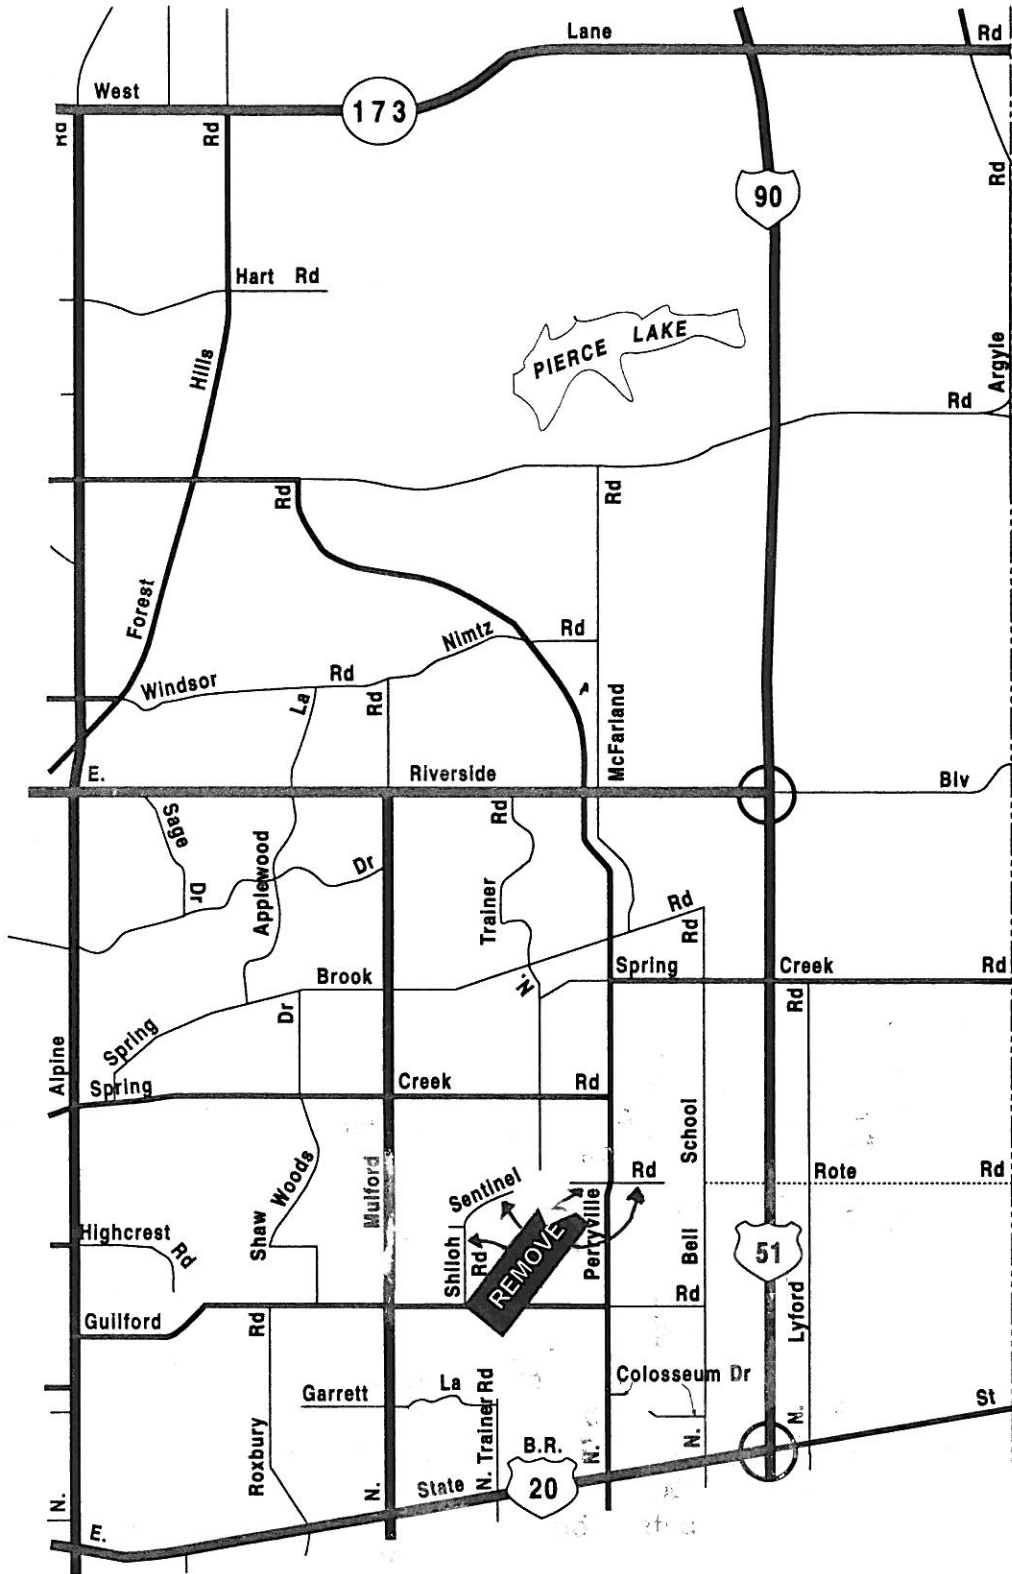 Lane
Rd
West
173
Rd
Rd
Rd
90
Hart Rd
PIERCE LAKE
Hills
Argyle
Rd
Rd
Rd
Forest
Nimtz Rd
Windsor Rd
La
Rd
McFarland
E. Riverside Blv
Sage Dr
Applewood
Dr
Rd
Trainer
N.
Rd
Rd
Spring Creek Rd
Brook
Dr
Rd
Spring
Alpine
Spring Creek Rd
School
Woods
Mulford
Sentinel
Rd
Rote Rd
Highcrest Rd
Shaw
Shiloh Rd
REMOVE
Perryville
Bell
51
Lyford
Guilford
Rd
Rd
Colosseum Dr
Garrett La
Trainer Rd
St
Roxbury
B.R.
20
N.
N.
State
N.
N.
N.
N.
E.